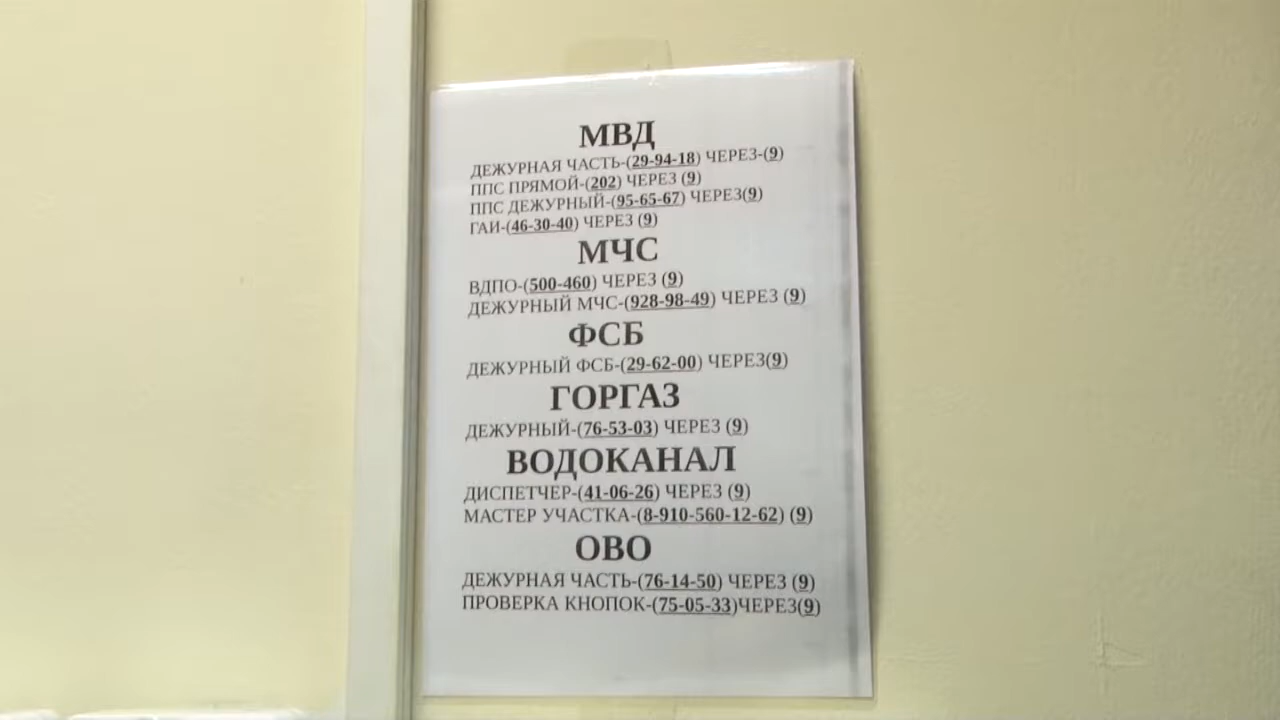 МВД
ДЕЖУРНАЯ ЧАСТЬ-(29-94-18) ЧЕРЕЗ-(9)
ППС ПРЯМОЙ-(202) ЧЕРЕЗ (9)
ППС ДЕЖУРНЫЙ-(95-65-67) ЧЕРЕЗ(9)
ГАИ-(46-30-40) ЧЕРЕЗ (9)
МЧС
ВДПО-(500-460) ЧЕРЕЗ (9)
ДЕЖУРНЫЙ МЧС-(928-98-49) ЧЕРЕЗ (9)
ФСБ
ДЕЖУРНЫЙ ФСБ-(29-62-00) ЧЕРЕЗ(9)
ГОРГАЗ
ДЕЖУРНЫЙ-(76-53-03) ЧЕРЕЗ (9)
ВОДОКАНАЛ
ДИСПЕТЧЕР-(41-06-26) ЧЕРЕЗ (9)
МАСТЕР УЧАСТКА-(8-910-560-12-62) (9)
ОВО
ДЕЖУРНАЯ ЧАСТЬ-(76-14-50) ЧЕРЕЗ (9)
ПРОВЕРКА КНОПОК-(75-05-33)ЧЕРЕЗ(9)